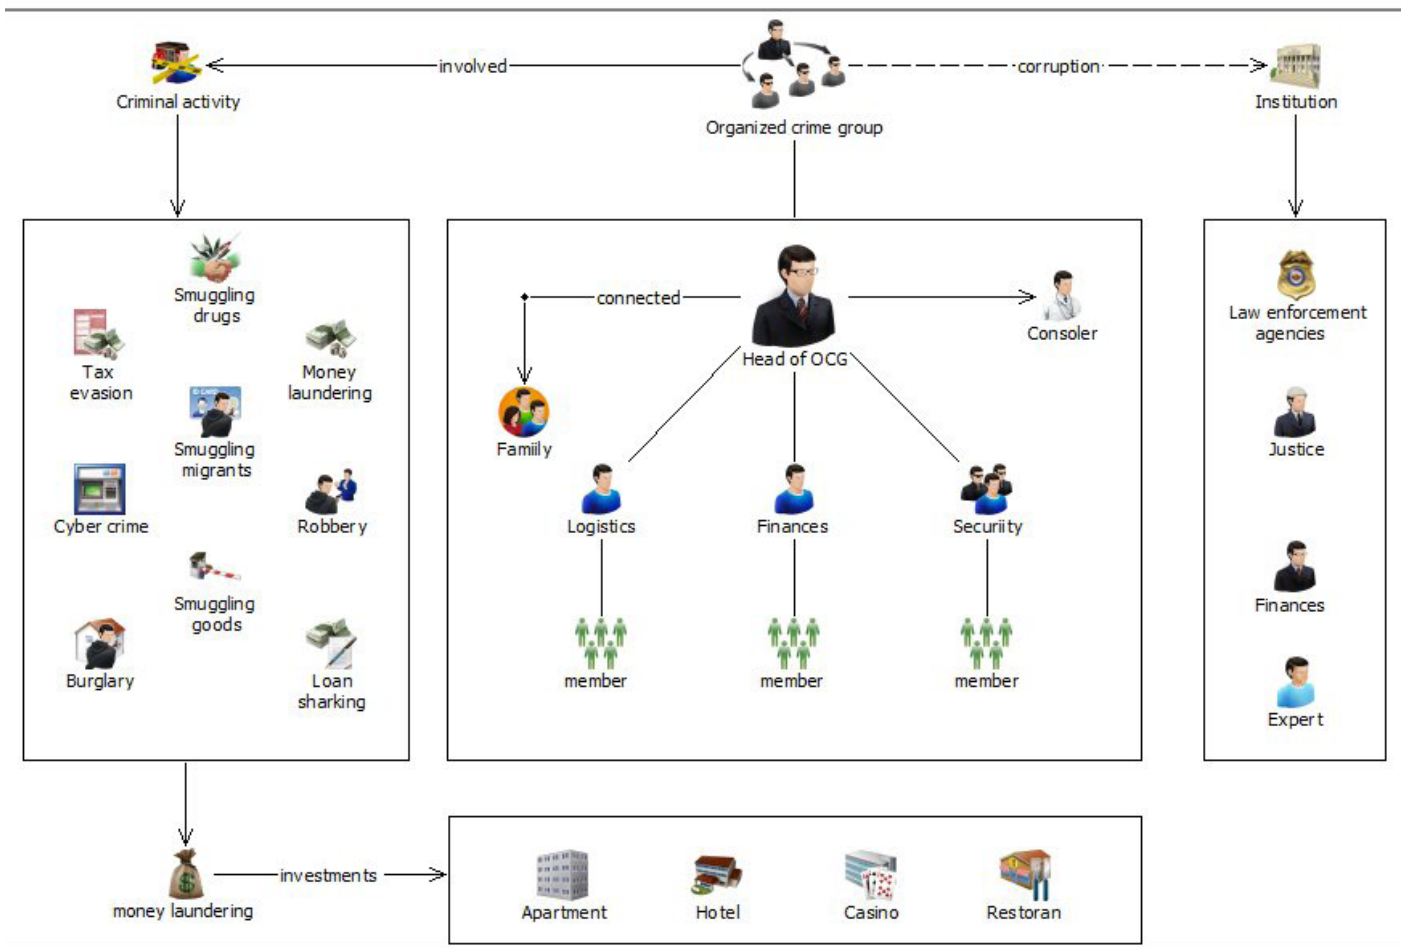 involved
corruption
Criminal activity
Organized crime group
Institution
Smuggling
drugs
Tax
evasion
Money
laundering
Smuggling
migrants
Cyber crime
Robbery
Smuggling
goods
Burglary
Loan
sharking
connected
Consoler
Head of OCG
Famiily
Logistics
Finances
Securiity
member
member
member
Law enforcement
agencies
Justice
Finances
Expert
money laundering
investments
Apartment
Hotel
Casino
Restoran